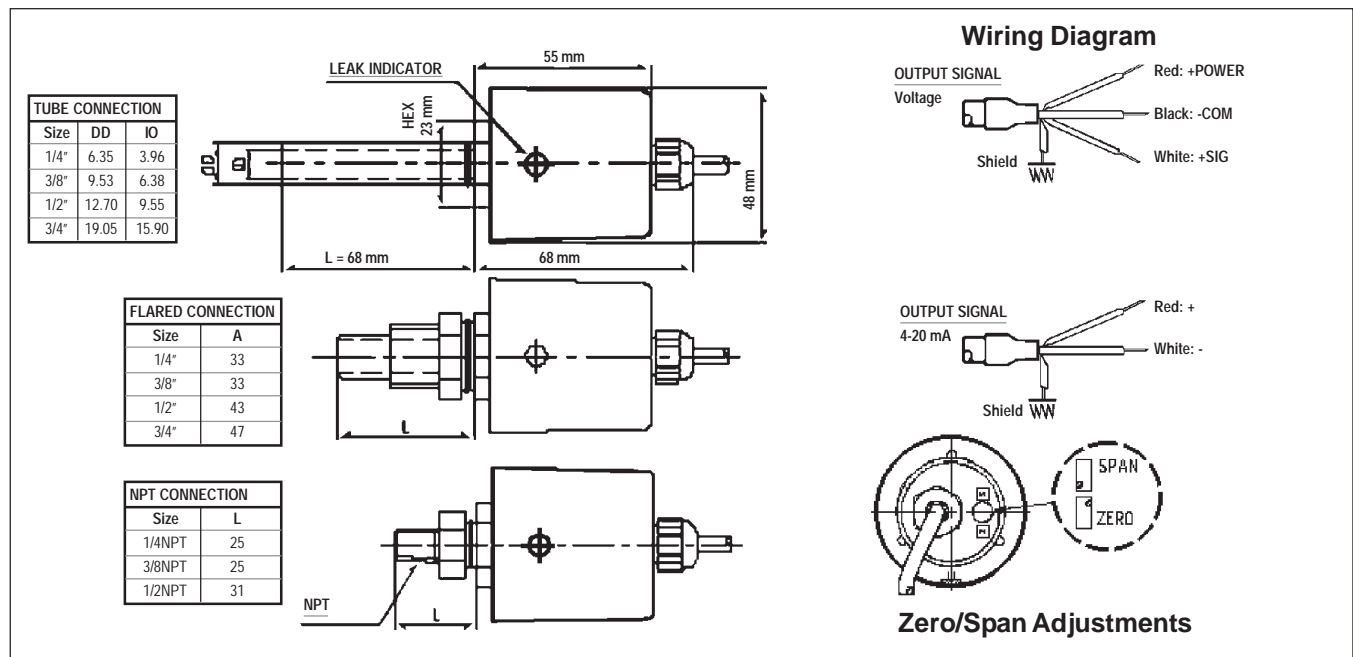 Wiring Diagram
55 mm
LEAK INDICATOR
HEX
23 mm
48 mm
L = 68 mm
68 mm
TUBE CONNECTION
Size DD IO
1/4" 6.35 3.96
3/8" 9.53 6.38
1/2" 12.70 9.55
3/4" 19.05 15.90
OUTPUT SIGNAL
Voltage
Red: +POWER
Black: -COM
White: +SIG
Shield
FLARED CONNECTION
Size A
1/4" 33
3/8" 33
1/2" 43
3/4" 47
L
OUTPUT SIGNAL
4-20 mA
Red: +
White: -
Shield
NPT CONNECTION
Size L
1/4NPT 25
3/8NPT 25
1/2NPT 31
NPT
L
SPAN
ZERO
Zero/Span Adjustments